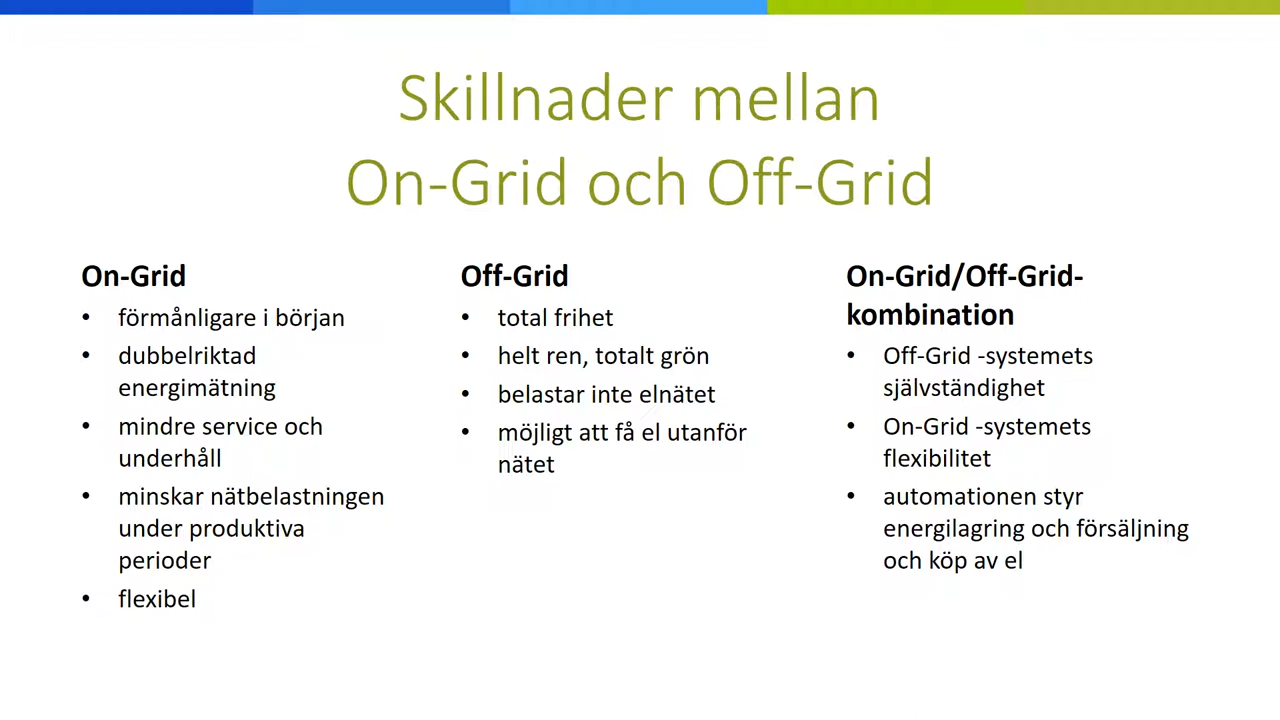 Skillnader mellan
On-Grid och Off-Grid
On-Grid
• förmånligare i början
• dubbelriktad
energimätning
• mindre service och
underhåll
• minskar nätbelastningen
under produktiva
perioder
• flexibel
Off-Grid
• total frihet
• helt ren, totalt grön
• belastar inte elnätet
• möjligt att få el utanför
nätet
On-Grid/Off-Grid-
kombination
• Off-Grid -systemets
självständighet
• On-Grid -systemets
flexibilitet
• automationen styr
energilagring och försäljning
och köp av el